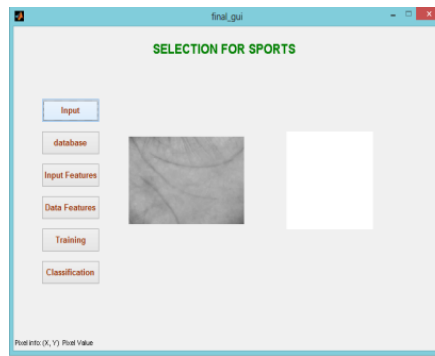 final_gui
SELECTION FOR SPORTS
Input
database
Input Features
Data Features
Training
Classification
Pixel info: (X, Y) Pixel Value